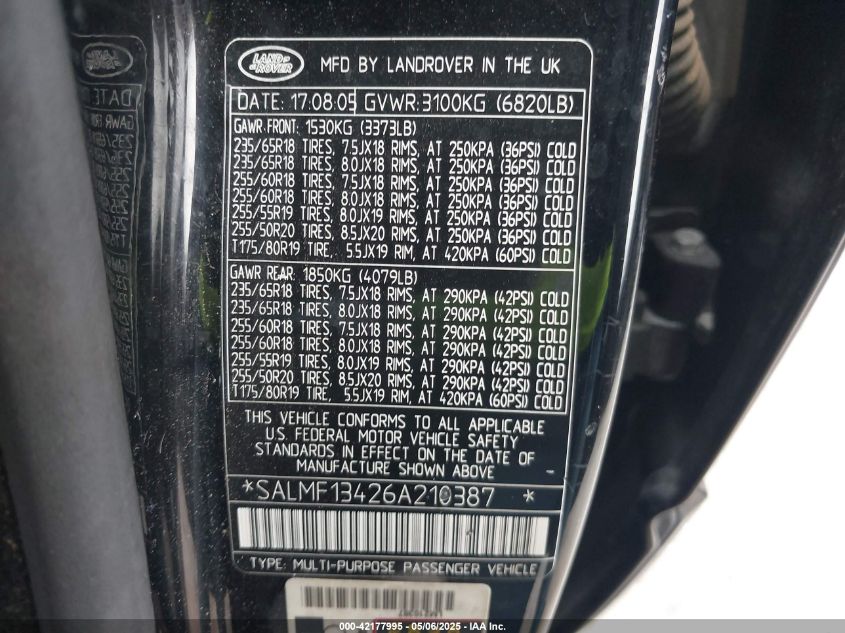 LAND ROVER
MFD BY LANDROVER IN THE UK
DATE: 17.08.05 GVWR:3100KG (6820LB)
GAWR FRONT: 1530KG (3373LB)
235/65R18 TIRES, 7.5JX18 RIMS, AT 250KPA (36PSI) COLD
235/65R18 TIRES, 8.0JX18 RIMS, AT 250KPA (36PSI) COLD
255/60R18 TIRES, 7.5JX18 RIMS, AT 250KPA (36PSI) COLD
255/60R18 TIRES, 8.0JX18 RIMS, AT 250KPA (36PSI) COLD
255/55R19 TIRES, 8.0JX19 RIMS, AT 250KPA (36PSI) COLD
255/50R20 TIRES, 8.5JX20 RIMS, AT 250KPA (36PSI) COLD
T175/80R19 TIRE, 5.5JX19 RIM, AT 420KPA (60PSI) COLD
GAWR REAR: 1850KG (4079LB)
235/65R18 TIRES, 7.5JX18 RIMS, AT 290KPA (42PSI) COLD
235/65R18 TIRES, 8.0JX18 RIMS, AT 290KPA (42PSI) COLD
255/60R18 TIRES, 7.5JX18 RIMS, AT 290KPA (42PSI) COLD
255/60R18 TIRES, 8.0JX18 RIMS, AT 290KPA (42PSI) COLD
255/55R19 TIRES, 8.0JX19 RIMS, AT 290KPA (42PSI) COLD
255/50R20 TIRES, 8.5JX20 RIMS, AT 290KPA (42PSI) COLD
T175/80R19 TIRE, 5.5JX19 RIM, AT 420KPA (60PSI) COLD
THIS VEHICLE CONFORMS TO ALL APPLICABLE
U.S. FEDERAL MOTOR VEHICLE SAFETY
STANDARDS IN EFFECT ON THE DATE OF
MANUFACTURE SHOWN ABOVE -
*SALMF13426A210387 *
TYPE: MULTI-PURPOSE PASSENGER VEHICLE
000-42177995 - 05/06/2025 - IAA Inc.